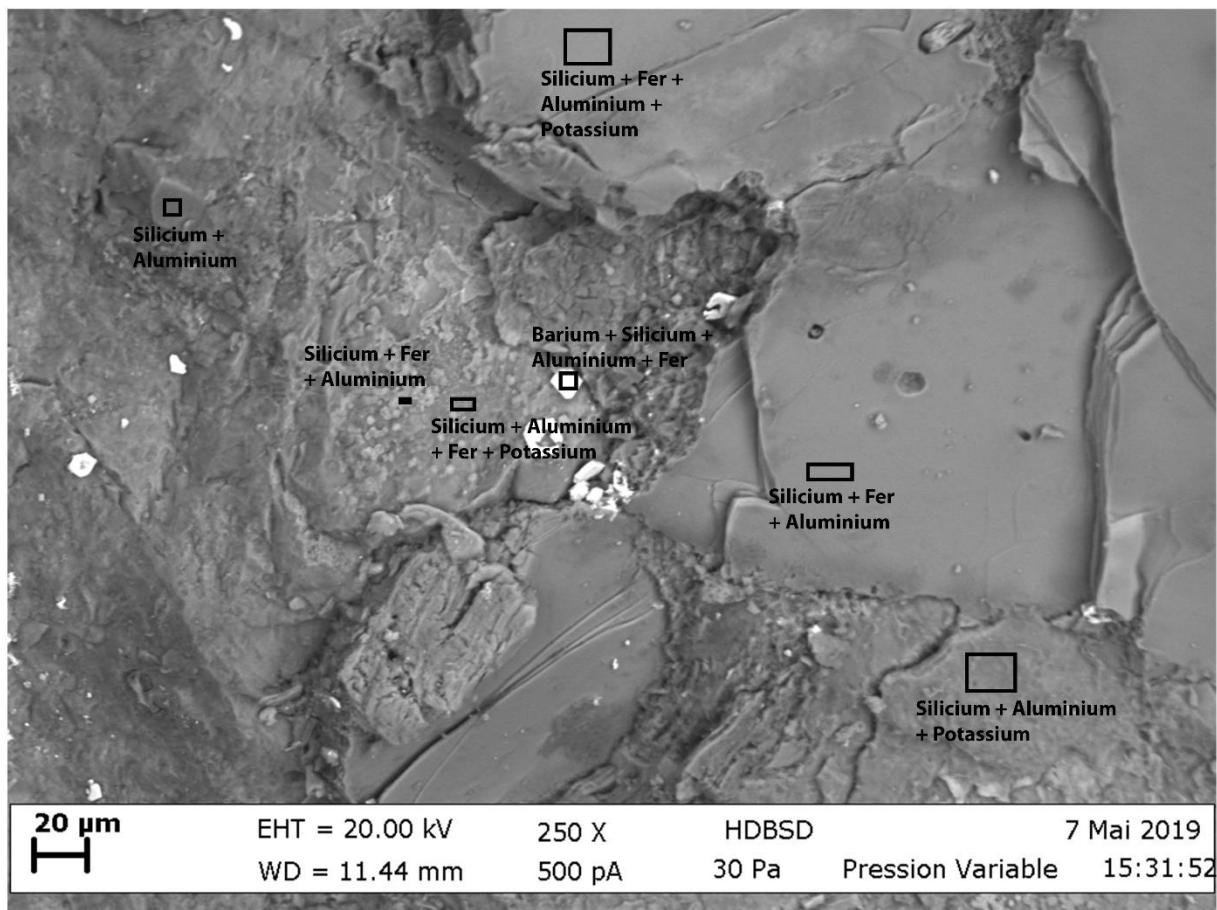 Silicium + Fer +
Aluminium +
Potassium
Silicium +
Aluminium
Barium + Silicium +
Aluminium + Fer
Silicium + Fer
+ Aluminium
Silicium + Aluminium
+ Fer + Potassium
Silicium + Fer
+ Aluminium
Silicium + Aluminium
+ Potassium
20 µm
EHT = 20.00 kV
250 X
HDBSD
7 Mai 2019
WD = 11.44 mm
500 pA
30 Pa
Pression Variable
15:31:52